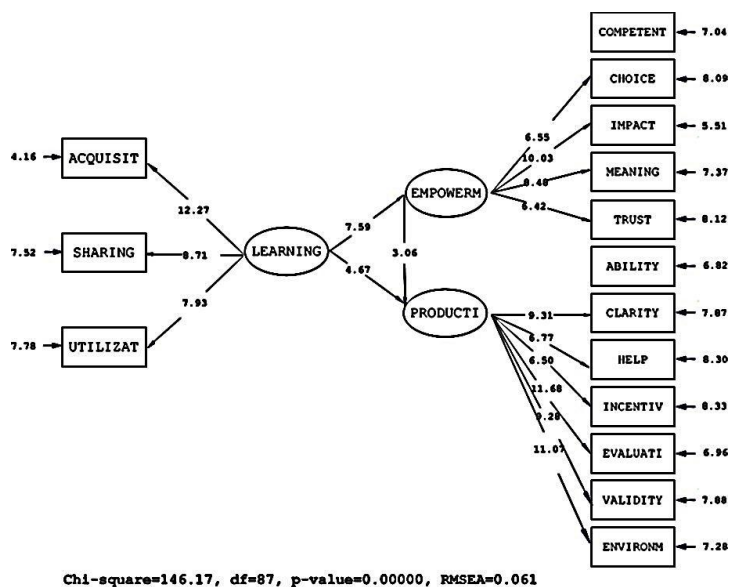 COMPETENT 7.04
CHOICE 8.09
6.55
IMPACT 5.51
4.16 ACQUISIT
10.03
MEANING 7.37
8.48
EMPOWERM
12.27
6.42
TRUST 8.12
7.59
7.52 SHARING 8.71 LEARNING 3.06
ABILITY 6.82
4.67
7.93
PRODUCTI 9.31 CLARITY 7.87
6.77
7.78 UTILIZAT
6.50
HELP 8.30
11.68
INCENTIV 8.33
9.28
11.07
EVALUATI 6.96
VALIDITY 7.88
ENVIRONM 7.28
Chi-square=146.17, df=87, p-value=0.00000, RMSEA=0.061